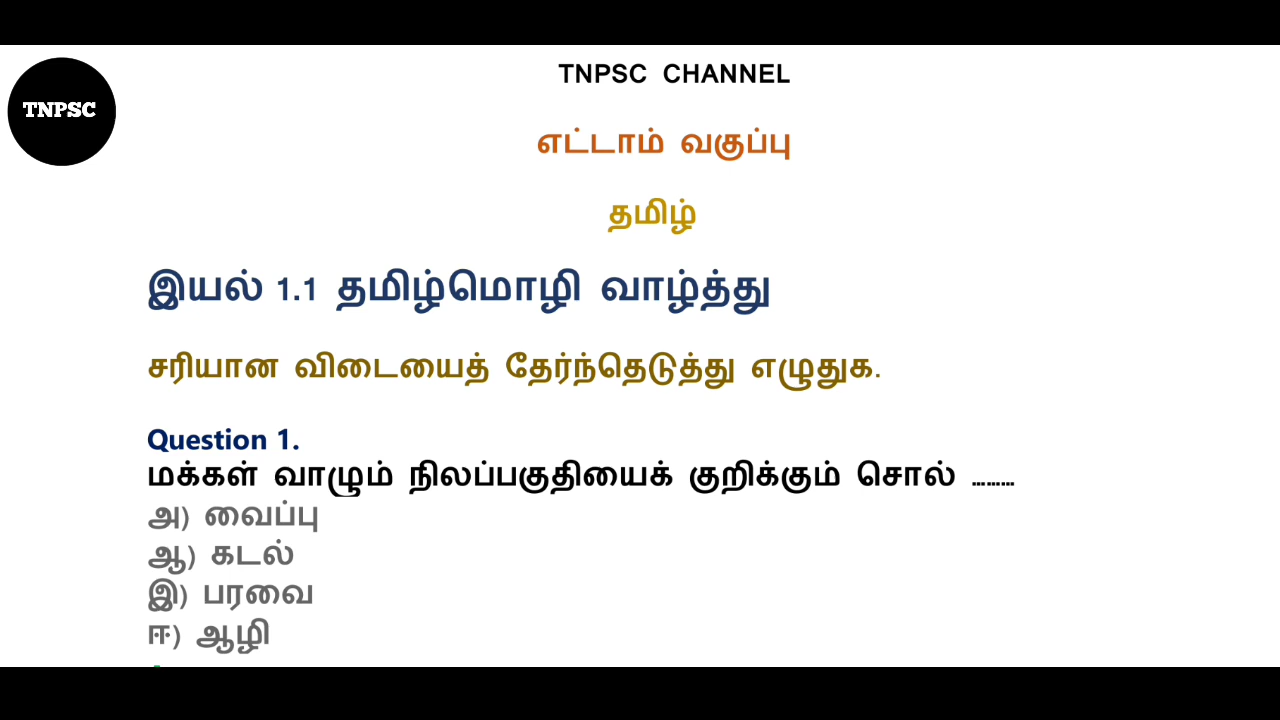 TNPSC CHANNEL
TNPSC
எட்டாம் வகுப்பு
தமிழ்
இயல் 1.1 தமிழ்மொழி வாழ்த்து
சரியான விடையைத் தேர்ந்தெடுத்து எழுதுக.
Question 1.
மக்கள் வாழும் நிலப்பகுதியைக் குறிக்கும் சொல் ………
அ) வைப்பு
ஆ) கடல்
இ) பரவை
ஈ) ஆழி